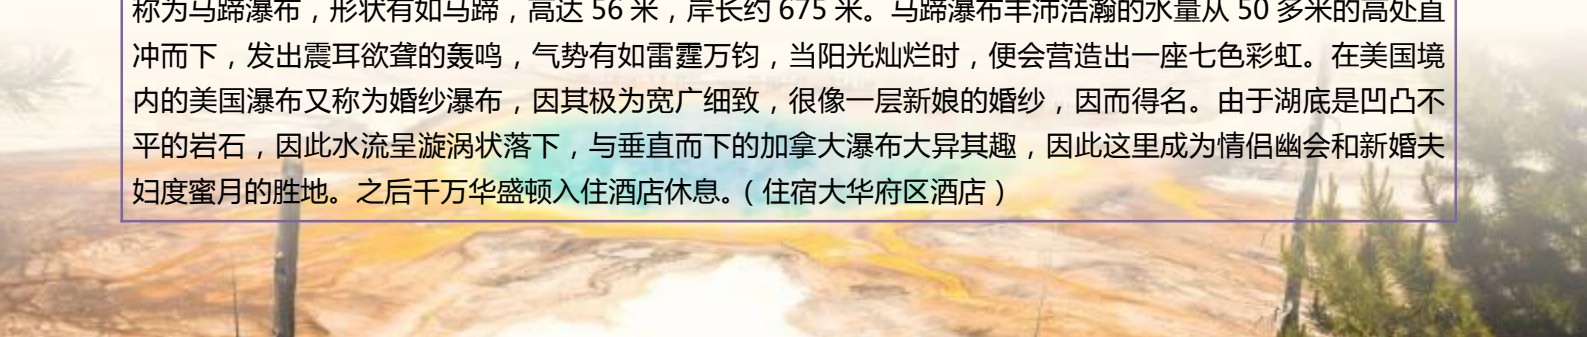 称为马蹄瀑布，形状有如马蹄，高达 56 米，岸长约 675 米。马蹄瀑布丰沛浩瀚的水量从 50 多米的高处直
冲而下，发出震耳欲聋的轰鸣，气势有如雷霆万钧，当阳光灿烂时，便会营造出一座七色彩虹。在美国境
内的美国瀑布又称为婚纱瀑布，因其极为宽广细致，很像一层新娘的婚纱，因而得名。由于湖底是凹凸不
平的岩石，因此水流呈漩涡状落下，与垂直而下的加拿大瀑布大异其趣，因此这里成为情侣幽会和新婚夫
妇度蜜月的胜地。之后千万华盛顿入住酒店休息。（住宿大华府区酒店）